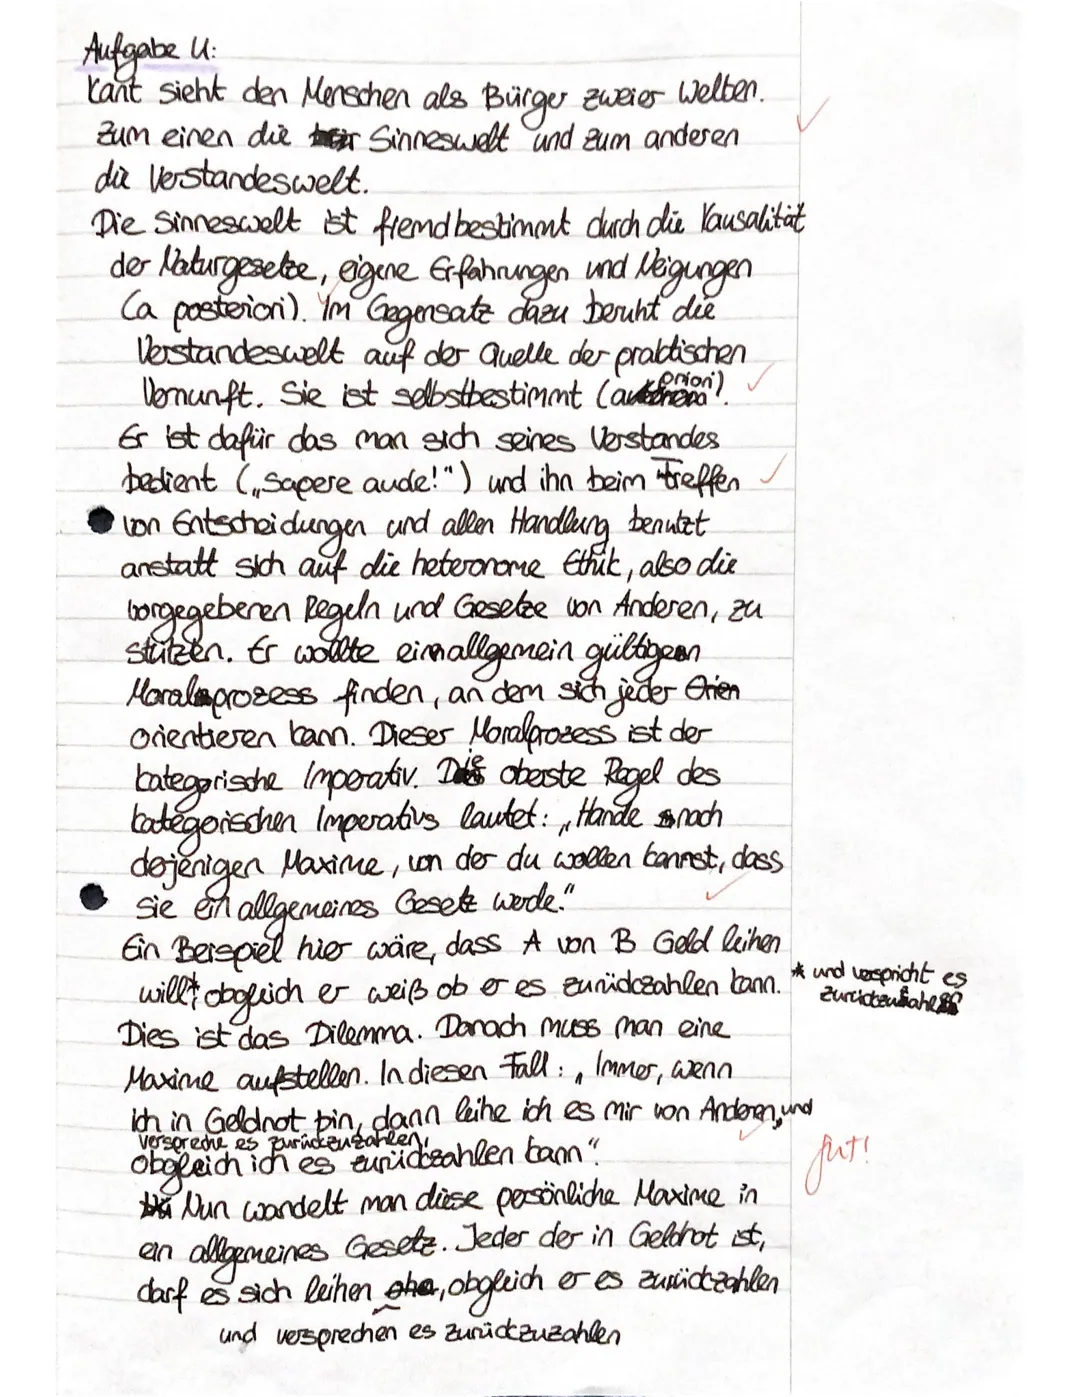 Aufgabe 4:
Kant sieht den Menschen als Bürger zweier Welten.
Zum einen die Sinneswelt und zum anderen
die Verstandeswelt.
Die Sinneswelt ist fremdbestimmt durch die Kausalität
der Naturgesetze, eigene Erfahrungen und Neigungen
(a posteriori). Im Gegensatz dazu beruht die
Verstandeswelt auf der Quelle der praktischen
Vernunft. Sie ist selbstbestimmt (a priori).
Er ist dafür das man sich seines Verstandes
bedient („Sapere aude!") und ihn beim Treffen
von Entscheidungen und allen Handlung benutzt
anstatt sich auf die heteronome Ethik, also die
vorgegebenen Regeln und Gesetze von Anderen, zu
stützen. Er wollte ein allgemein gültigen
Moralprozess finden, an dem sich jeder Orien
orientieren kann. Dieser Moralprozess ist der
kategorische Imperativ. Die oberste Regel des
kategorischen Imperativs lautet: „Hande nach
derjenigen Maxime, von der du wollen kannst, dass
sie ein allgemeines Gesetz werde."
Ein Beispiel hier wäre, dass A von B Geld leihen
will* obgleich er weiß ob er es zurückzahlen kann.
* und verspricht es
zurückzuzahlen
Dies ist das Dilemma. Danach muss man eine
Maxime aufstellen. In diesen Fall: „Immer, wenn
ich in Geldnot bin, dann leihe ich es mir von Anderen, und
verspreche es zurückzuzahlen,
obgleich ich es zurückzahlen kann".
gut!
Nun wandelt man diese persönliche Maxime in
ein allgemeines Gesetz. Jeder der in Geldnot ist,
darf es sich leihen, obgleich er es zurückzahlen
und versprechen es zurückzuzahlen